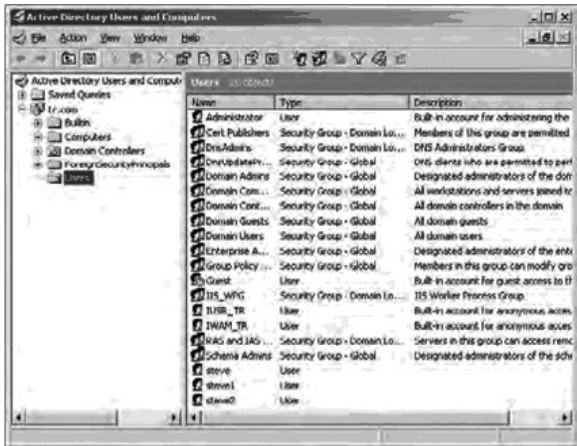 Active Directory Users and Computers
File Action View Window Help
Active Directory Users and Comput
Saved Queries
tr.com
Builtin
Computers
Domain Controllers
ForeignSecurityPrincipals
Users
Users 20 objects
Name Type Description
Administrator User Built-in account for administering the
Cert Publishers Security Group - Domain Lo... Members of this group are permitted
DnsAdmins Security Group - Domain Lo... DNS Administrators Group
DnsUpdatePr... Security Group - Global DNS clients who are permitted to perf
Domain Admins Security Group - Global Designated administrators of the dom
Domain Com... Security Group - Global All workstations and servers joined to
Domain Cont... Security Group - Global All domain controllers in the domain
Domain Guests Security Group - Global All domain guests
Domain Users Security Group - Global All domain users
Enterprise A... Security Group - Global Designated administrators of the ente
Group Policy ... Security Group - Global Members in this group can modify gro
Guest User Built-in account for guest access to th
IIS_WPG Security Group - Domain Lo... IIS Worker Process Group
IUSR_TR User Built-in account for anonymous acces
IWAM_TR User Built-in account for anonymous acces
RAS and IAS ... Security Group - Domain Lo... Servers in this group can access remo
Schema Admins Security Group - Global Designated administrators of the sche
steve User
steve1 User
steve2 User